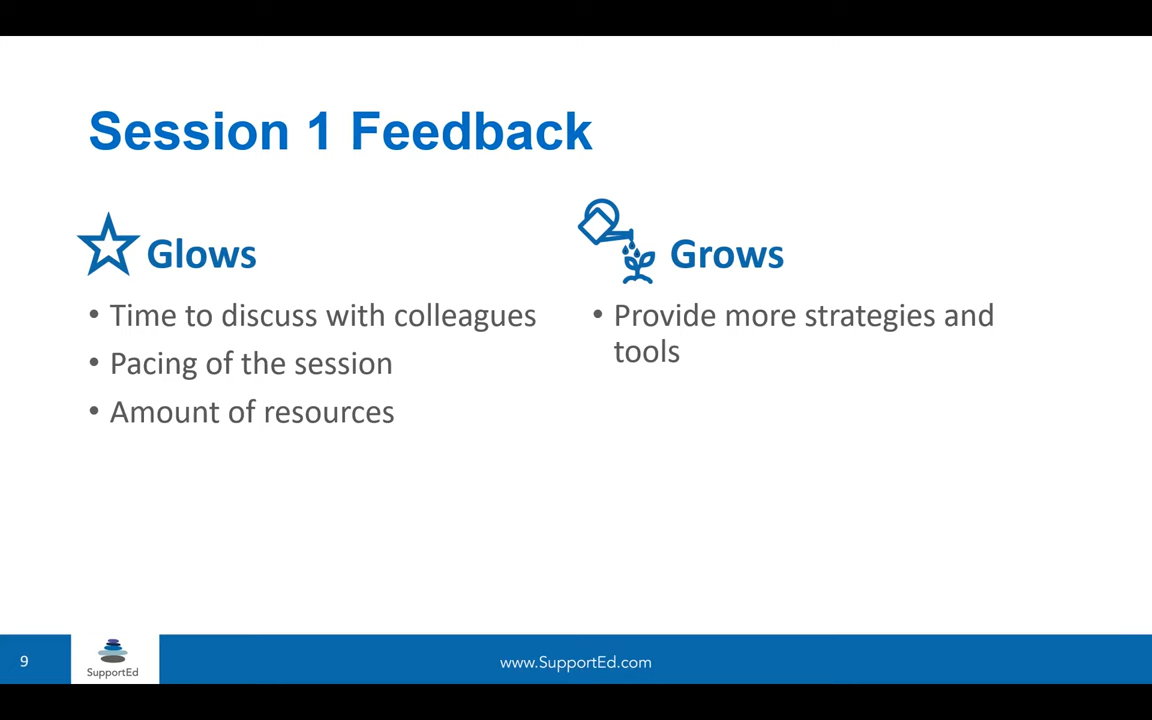 Session 1 Feedback
Glows
• Time to discuss with colleagues
• Pacing of the session
• Amount of resources
Grows
• Provide more strategies and
tools
9
SupportEd
www.SupportEd.com